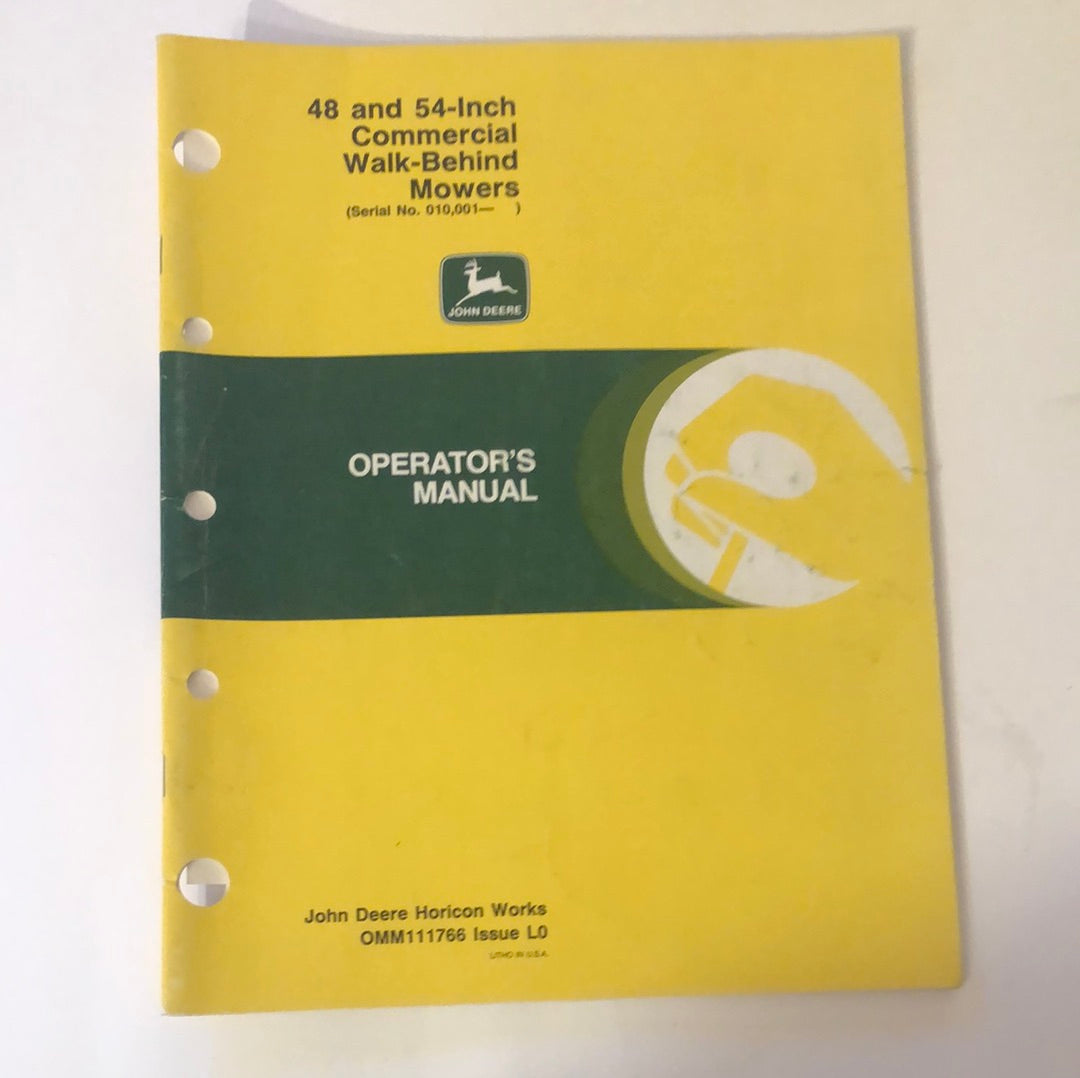 48 and 54-Inch
Commercial
Walk-Behind
Mowers
(Serial No. 010,001— )
JOHN DEERE
OPERATOR'S
MANUAL
John Deere Horicon Works
OMM111766 Issue L0
LITHO IN U.S.A.